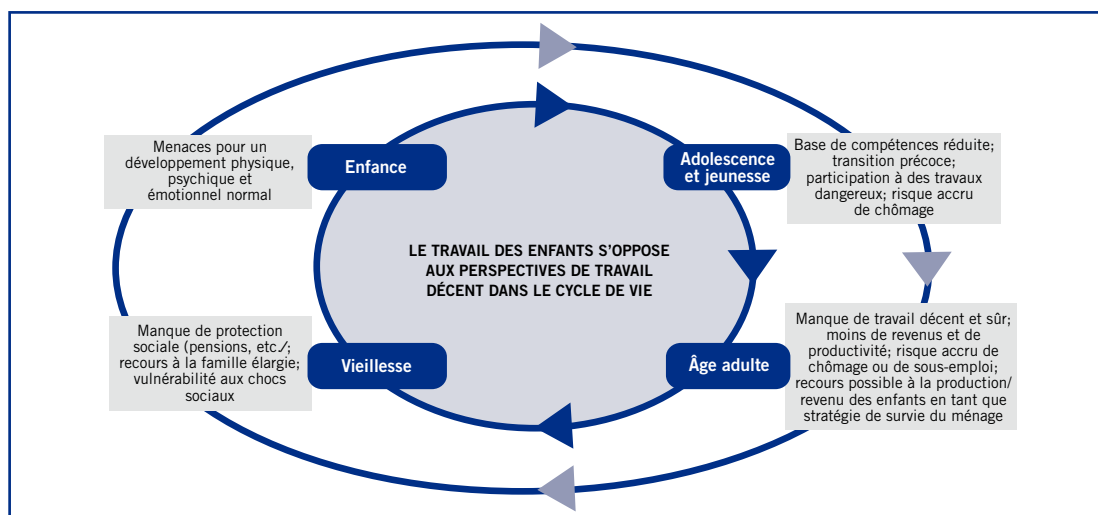 Menaces pour un
développement physique,
psychique et
émotionnel normal
Enfance
Adolescence
et jeunesse
Base de compétences réduite;
transition précoce;
participation à des travaux
dangereux; risque accru
de chômage
LE TRAVAIL DES ENFANTS S'OPPOSE
AUX PERSPECTIVES DE TRAVAIL
DÉCENT DANS LE CYCLE DE VIE
Manque de protection
sociale (pensions, etc./;
recours à la famille élargie;
vulnérabilité aux chocs
sociaux
Vieillesse
Âge adulte
Manque de travail décent et sûr;
moins de revenus et de
productivité; risque accru de
chômage ou de sous-emploi;
recours possible à la production/
revenu des enfants en tant que
stratégie de survie du ménage